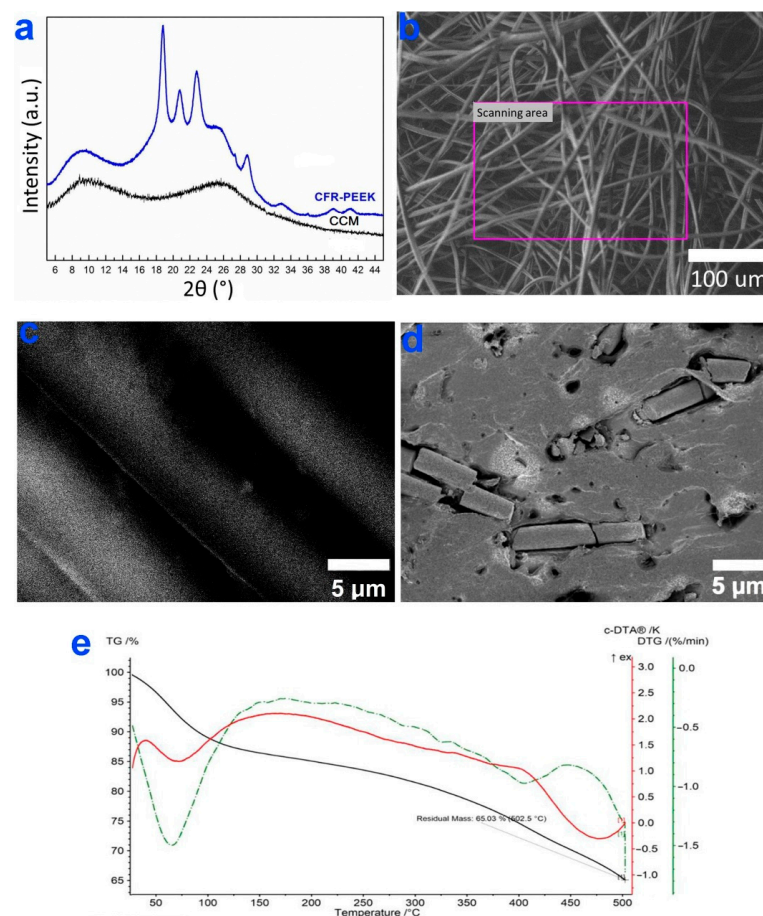 a
Intensity (a.u.)
CFR-PEEK
CCM
6 8 10 12 14 16 18 20 22 24 26 28 30 32 34 36 38 40 42 44
2θ (°)
b
Scanning area
100 um
c
5 µm
d
5 µm
e
TG /%
c-DTA® /K
DTG /(%/min)
↑ ex
100
95
90
85
80
75
70
65
3.0
2.5
2.0
1.5
1.0
0.5
0.0
−0.5
−1.0
0.0
−0.5
−1.0
−1.5
Residual Mass: 65.03 % (502.5 °C)
50 100 150 200 250 300 350 400 450 500
Temperature /°C